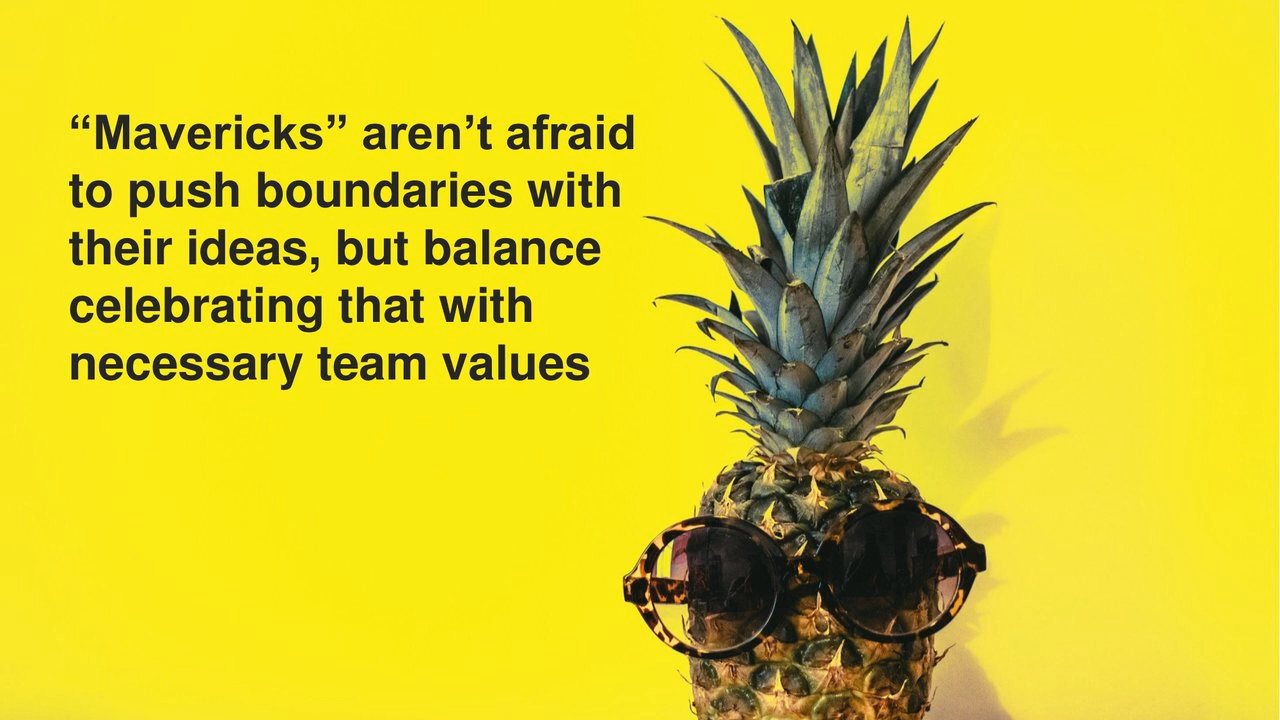 “Mavericks” aren’t afraid
to push boundaries with
their ideas, but balance
celebrating that with
necessary team values